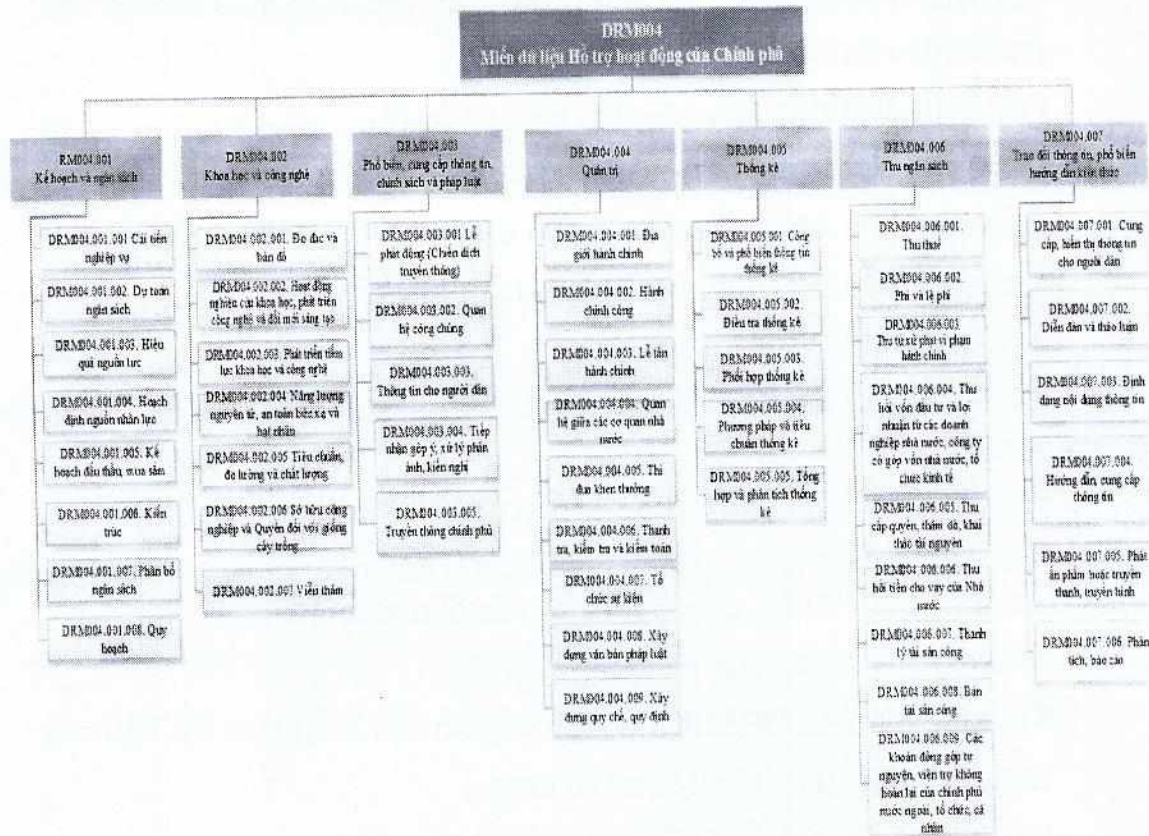 DRM004
Miền dữ liệu Hỗ trợ hoạt động của Chính phủ
RM004.001
Kế hoạch và ngân sách
DRM004.001.001 Cải tiến
nghiệp vụ
DRM004.001.002. Dự toán
ngân sách
DRM004.001.003. Hiệu
quả nguồn lực
DRM004.001.004. Hoạch
định nguồn nhân lực
DRM004.001.005. Kế
hoạch đấu thầu, mua sắm
DRM004.001.006. Kiến
trúc
DRM004.001.007. Phân bổ
ngân sách
DRM004.001.008. Quy
hoạch
DRM004.002
Khoa học và công nghệ
DRM004.002.001. Đo đạc và
bản đồ
DRM004.002.002. Hoạt động
nghiên cứu khoa học, phát triển
công nghệ và đổi mới sáng tạo
DRM004.002.003. Phát triển tiềm
lực khoa học và công nghệ
DRM004.002.004 Năng lượng
nguyên tử, an toàn bức xạ và
hạt nhân
DRM004.002.005 Tiêu chuẩn,
đo lường và chất lượng
DRM004.002.006 Sở hữu công
nghiệp và Quyền đối với giống
cây trồng
DRM004.002.007 Viễn thám
DRM004.003
Phổ biến, cung cấp thông tin,
chính sách và pháp luật
DRM004.003.001 Lễ
phát động (Chiến dịch
truyền thông)
DRM004.003.002. Quan
hệ công chúng
DRM004.003.003.
Thông tin cho người dân
DRM004.003.004. Tiếp
nhận góp ý, xử lý phản
ánh, kiến nghị
DRM004.003.005.
Truyền thông chính phủ
DRM004.004
Quản trị
DRM004.004.001. Địa
giới hành chính
DRM004.004.002. Hành
chính công
DRM004.004.003. Lễ tân
hành chính
DRM004.004.004. Quan
hệ giữa các cơ quan nhà
nước
DRM004.004.005. Thi
đua khen thưởng
DRM004.004.006. Thanh
tra, kiểm tra và kiểm toán
DRM004.004.007. Tổ
chức sự kiện
DRM004.004.008. Xây
dựng văn bản pháp luật
DRM004.004.009. Xây
dựng quy chế, quy định
DRM004.005
Thống kê
DRM004.005.001. Công
bố và phổ biến thông tin
thống kê
DRM004.005.002.
Điều tra thống kê
DRM004.005.003.
Phối hợp thống kê
DRM004.005.004.
Phương pháp và tiêu
chuẩn thống kê
DRM004.005.005. Tổng
hợp và phân tích thống
kê
DRM004.006
Thu ngân sách
DRM004.006.001.
Thu thuế
DRM004.006.002.
Phí và lệ phí
DRM004.006.003.
Thu từ xử phạt vi phạm
hành chính
DRM004.006.004. Thu
hồi vốn đầu tư và lợi
nhuận từ các doanh
nghiệp nhà nước, công ty
có góp vốn nhà nước, tổ
chức kinh tế
DRM004.006.005. Thu
cấp quyền, thăm dò, khai
thác tài nguyên
DRM004.006.006. Thu
hồi tiền cho vay của Nhà
nước
DRM004.006.007. Thanh
lý tài sản công
DRM004.006.008. Bán
tài sản công
DRM004.006.009. Các
khoản đóng góp tự
nguyện, viện trợ không
hoàn lại của chính phủ
nước ngoài, tổ chức, cá
nhân
DRM004.007
Trao đổi thông tin, phổ biến
hướng dẫn kiến thức
DRM004.007.001. Cung
cấp, hiển thị thông tin
cho người dân
DRM004.007.002.
Diễn đàn và thảo luận
DRM004.007.003. Định
dạng nội dung thông tin
DRM004.007.004.
Hướng dẫn, cung cấp
thông tin
DRM004.007.005. Phát
ấn phẩm hoặc truyền
thanh, truyền hình
DRM004.007.006. Phân
tích, báo cáo